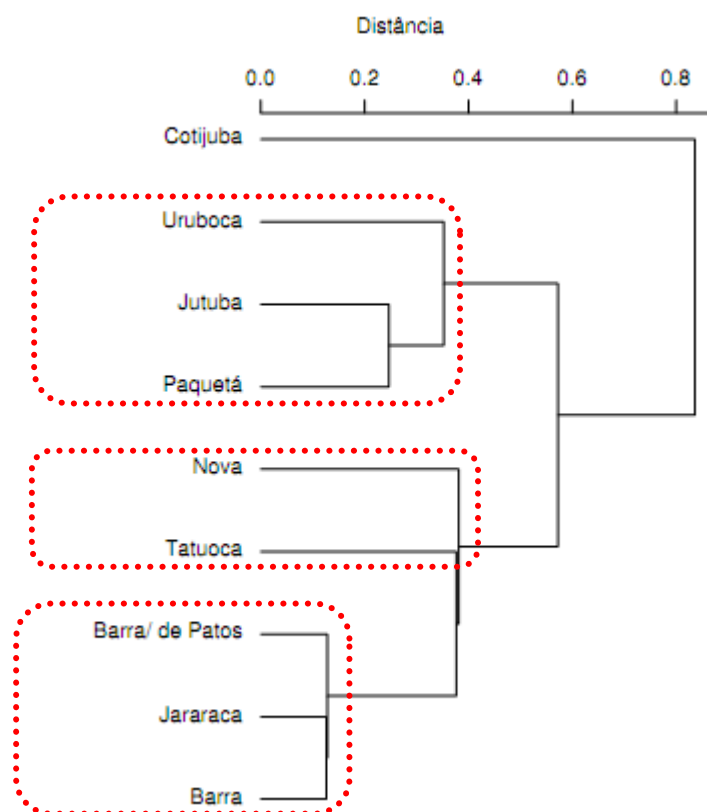 Distância
0.0 0.2 0.4 0.6 0.8
Cotijuba
Uruboca
Jutuba
Paquetá
Nova
Tatuoca
Barra/ de Patos
Jararaca
Barra